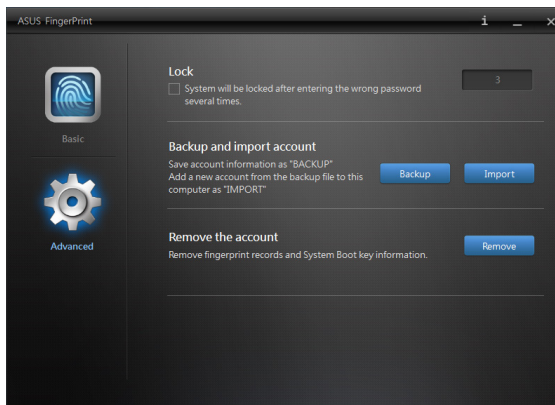 ASUS FingerPrint
Lock
System will be locked after entering the wrong password
several times.
3
Basic
Backup and import account
Save account information as "BACKUP"
Add a new account from the backup file to this
computer as "IMPORT"
Backup
Import
Advanced
Remove the account
Remove fingerprint records and System Boot key information.
Remove